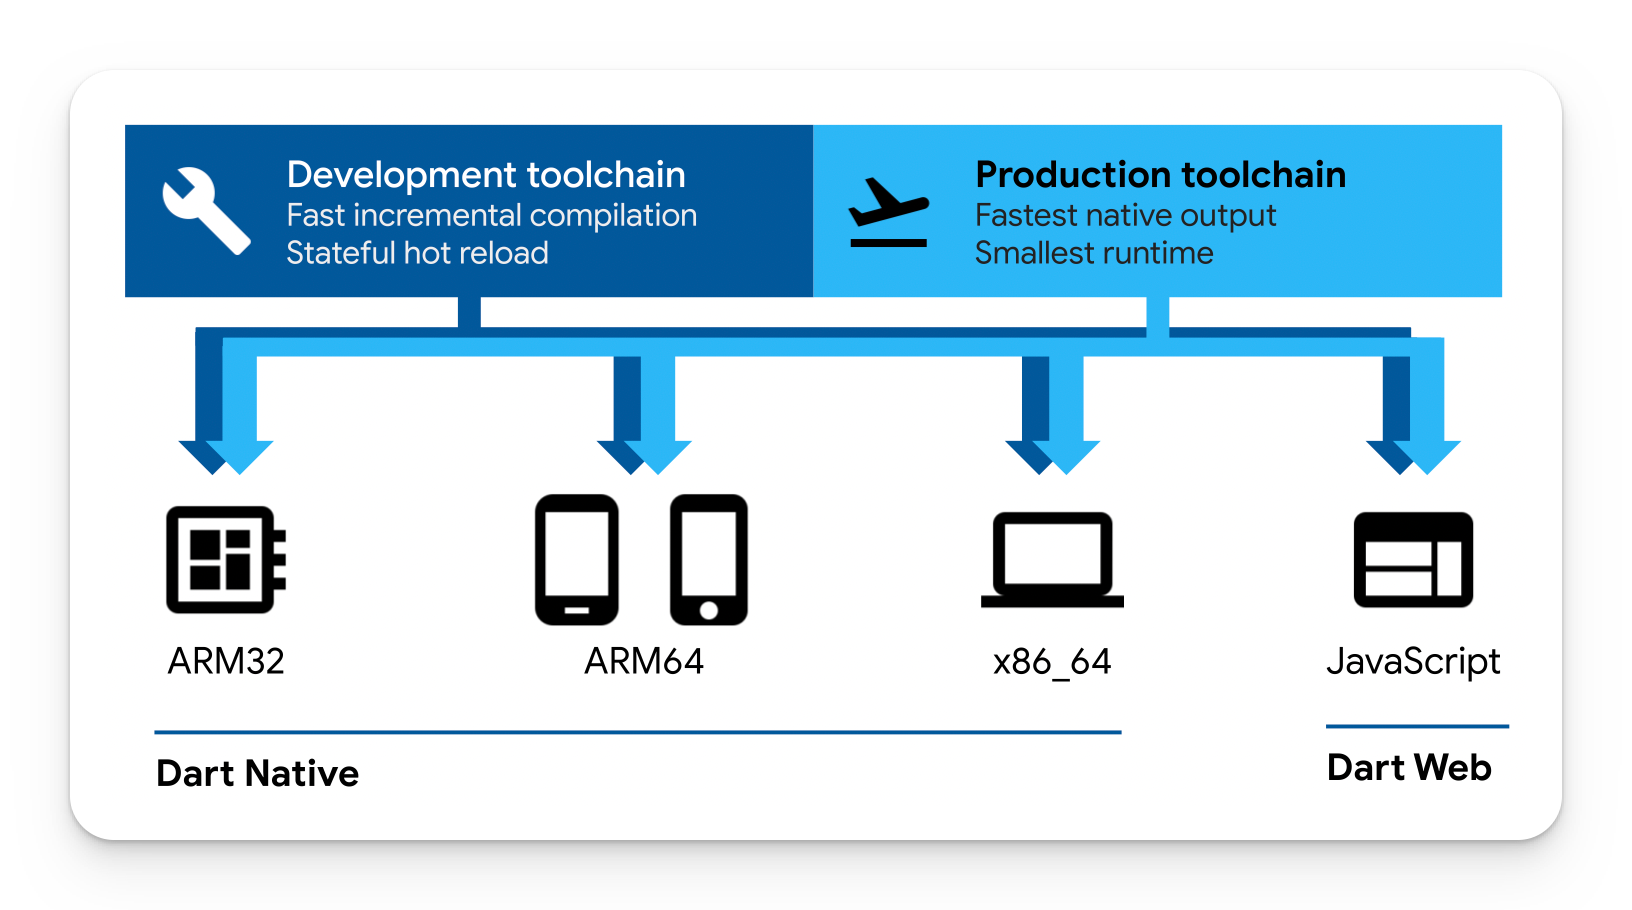 Development toolchain
Fast incremental compilation
Stateful hot reload
Production toolchain
Fastest native output
Smallest runtime
ARM32
ARM64
x86_64
JavaScript
Dart Native
Dart Web